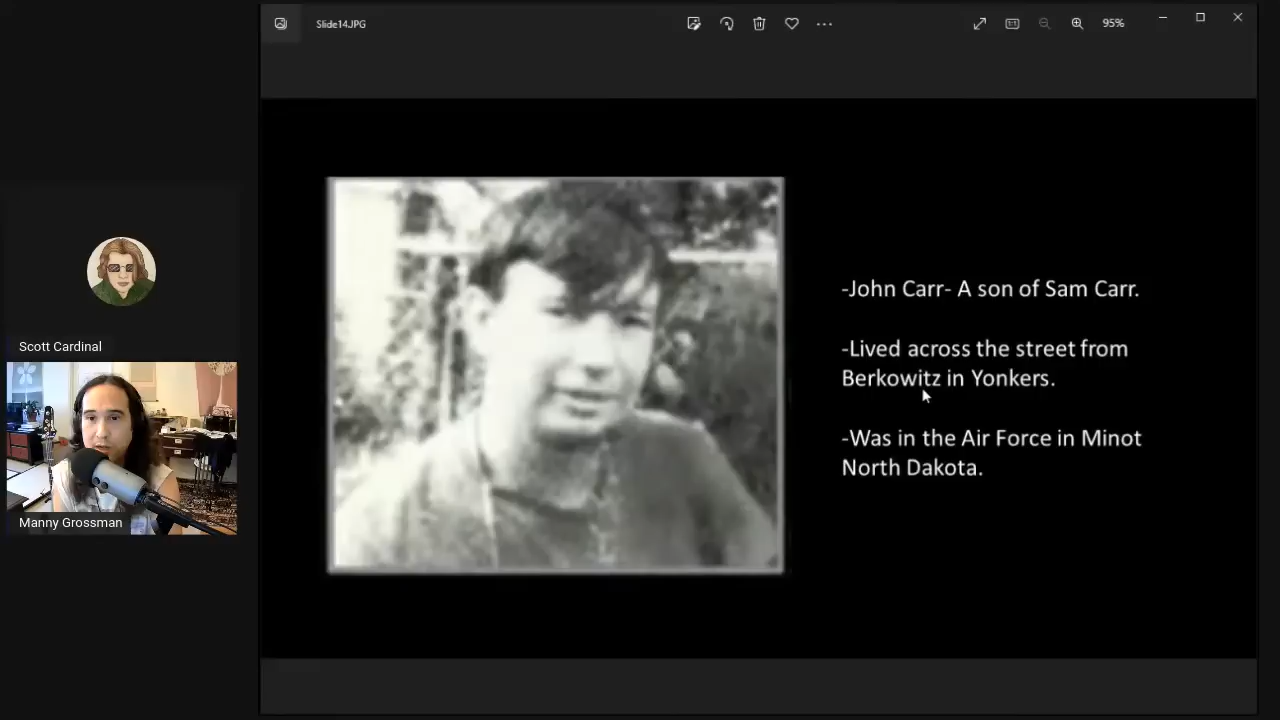 Slide14.JPG
95%
-John Carr- A son of Sam Carr.
-Lived across the street from
Berkowitz in Yonkers.
-Was in the Air Force in Minot
North Dakota.
Scott Cardinal
Manny Grossman